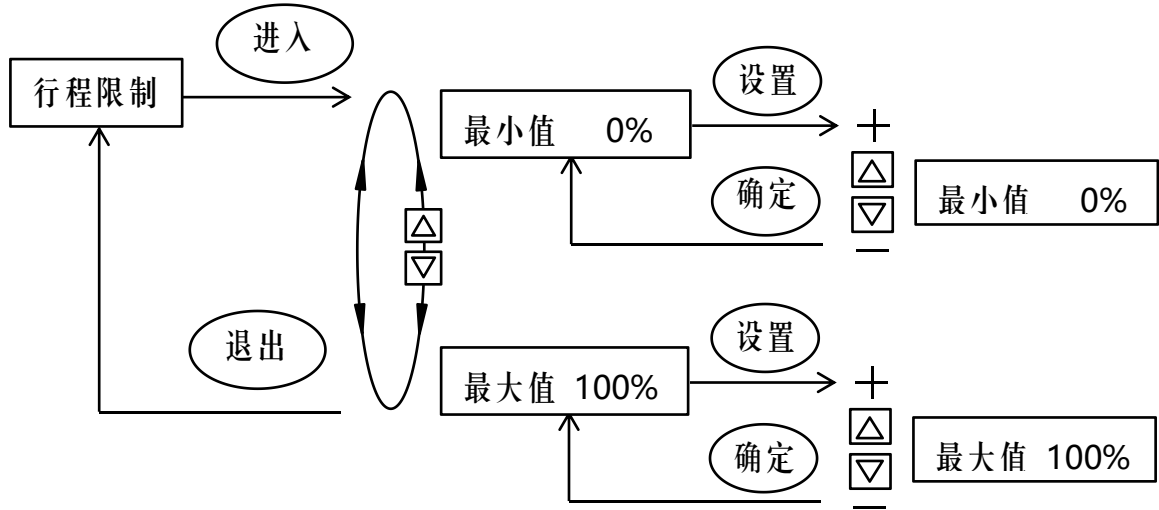 进入
行程限制
设置
最小值 0%
+
确定
最小值 0%
−
退出
设置
最大值 100%
+
确定
最大值 100%
−